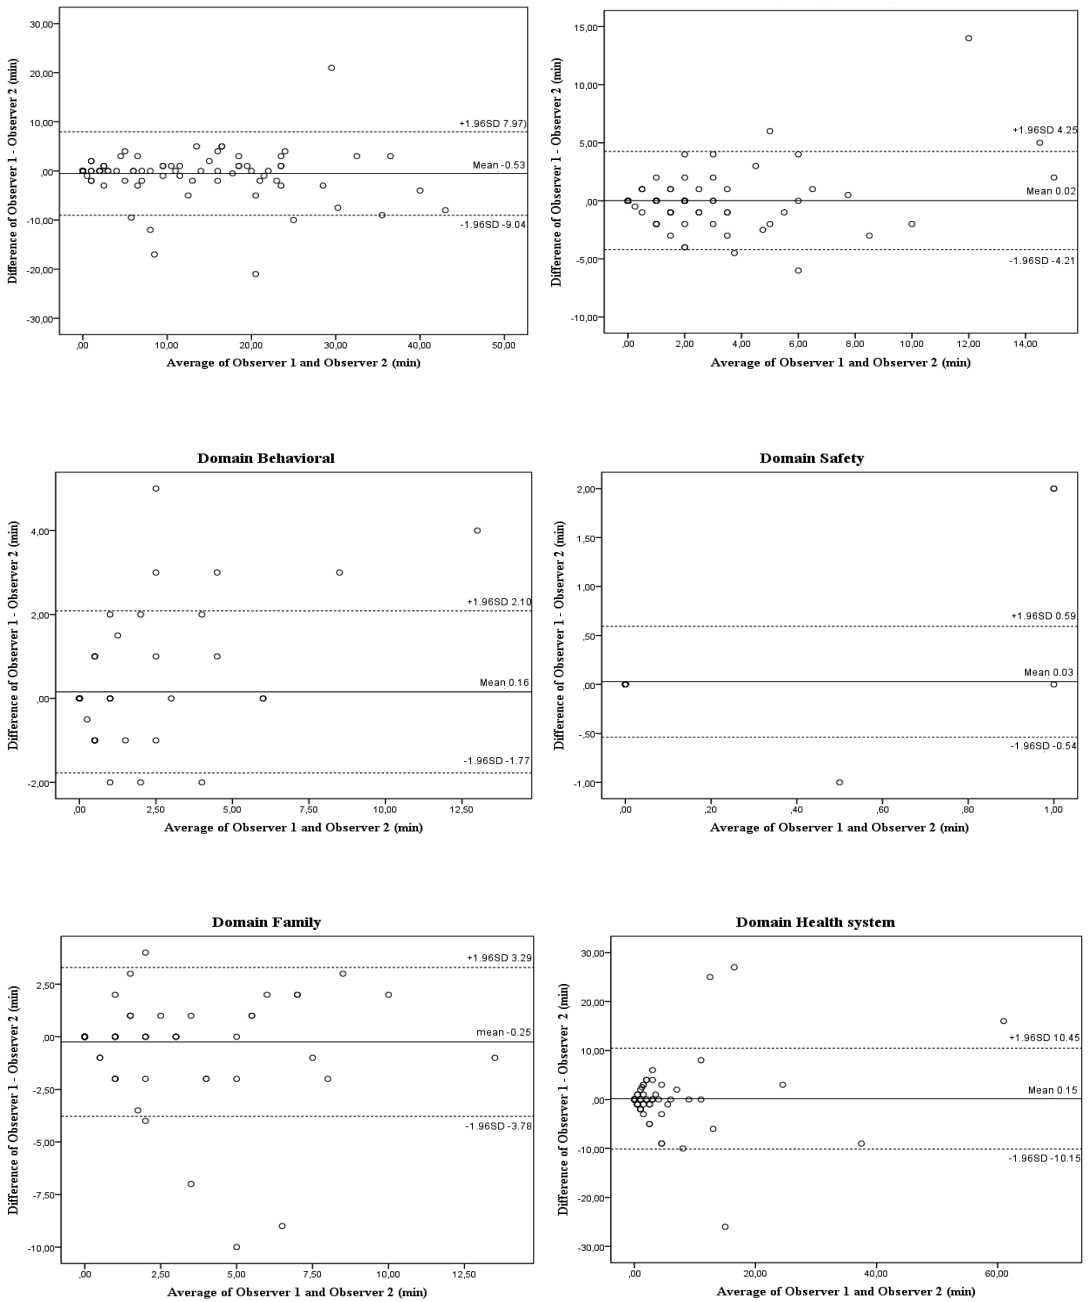 30,00
20,00
10,00
,00
-10,00
-20,00
-30,00
Difference of Observer 1 - Observer 2 (min)
+1.96SD 7.97)
Mean -0.53
-1.96SD -9.04
,00 10,00 20,00 30,00 40,00 50,00
Average of Observer 1 and Observer 2 (min)
15,00
10,00
5,00
,00
-5,00
-10,00
Difference of Observer 1 - Observer 2 (min)
+1.96SD 4.25
Mean 0.02
-1.96SD -4.21
,00 2,00 4,00 6,00 8,00 10,00 12,00 14,00
Average of Observer 1 and Observer 2 (min)
Domain Behavioral
4,00
2,00
,00
-2,00
Difference of Observer 1 - Observer 2 (min)
+1.96SD 2.10
Mean 0.16
-1.96SD -1.77
,00 2,50 5,00 7,50 10,00 12,50
Average of Observer 1 and Observer 2 (min)
Domain Safety
2,00
1,50
1,00
,50
,00
-,50
-1,00
Difference of Observer 1 - Observer 2 (min)
+1.96SD 0.59
Mean 0.03
-1.96SD -0.54
,00 ,20 ,40 ,60 ,80 1,00
Average of Observer 1 and Observer 2 (min)
Domain Family
2,50
,00
-2,50
-5,00
-7,50
-10,00
Difference of Observer 1 - Observer 2 (min)
+1.96SD 3.29
mean -0.25
-1.96SD -3.78
,00 2,50 5,00 7,50 10,00 12,50
Average of Observer 1 and Observer 2 (min)
Domain Health system
30,00
20,00
10,00
,00
-10,00
-20,00
-30,00
Difference of Observer 1 - Observer 2 (min)
+1.96SD 10.45
Mean 0.15
-1.96SD -10.15
,00 20,00 40,00 60,00
Average of Observer 1 and Observer 2 (min)